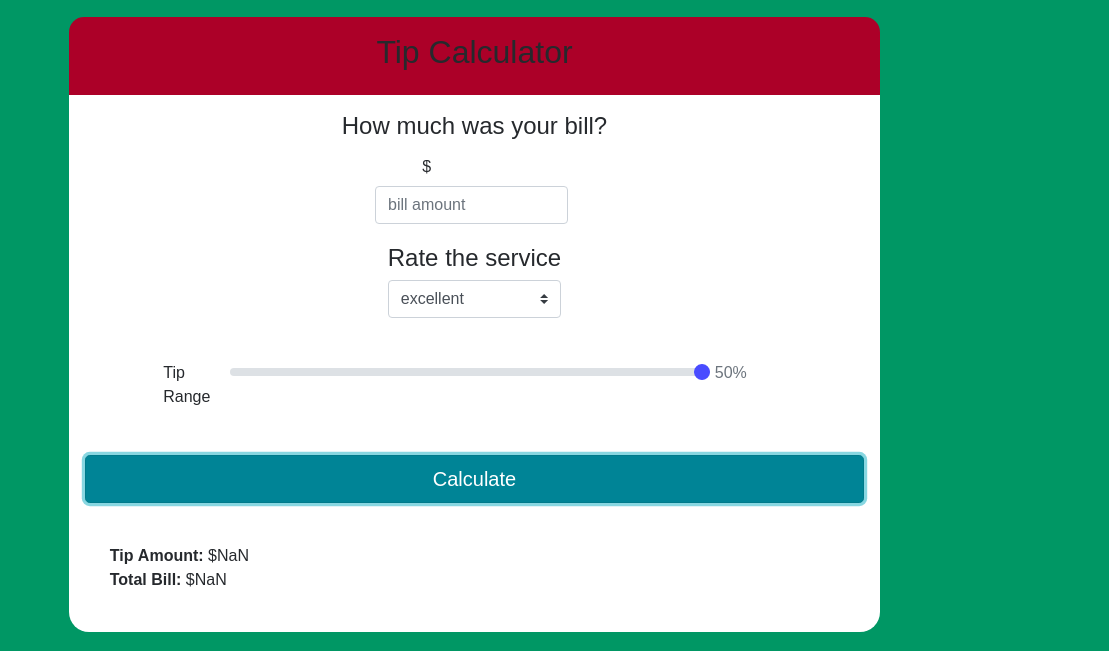 Tip Calculator
How much was your bill?
$
bill amount
Rate the service
excellent
Tip
Range
50%
Calculate
Tip Amount: $NaN
Total Bill: $NaN